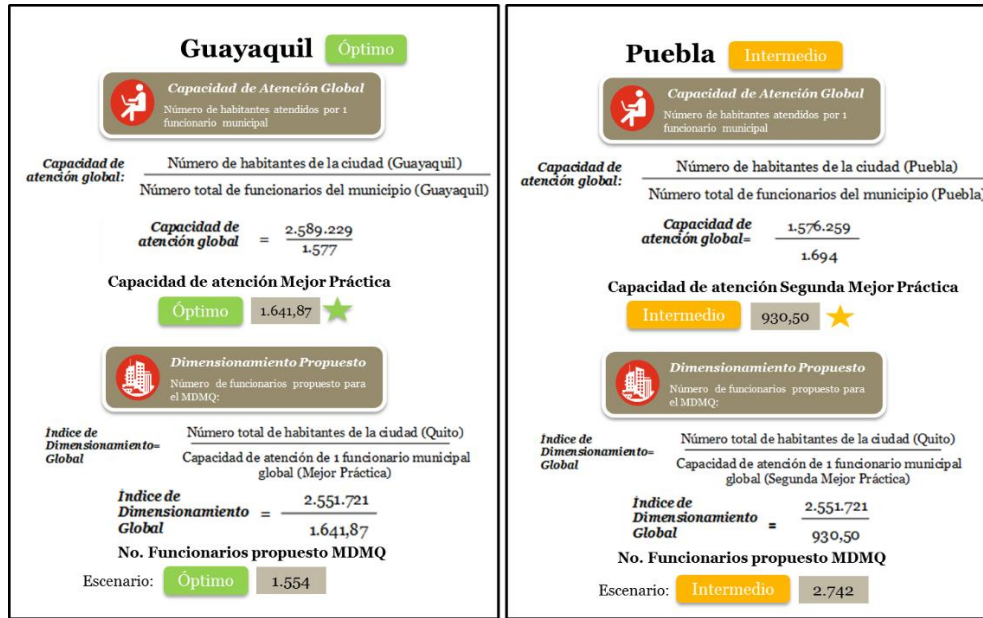 Guayaquil Óptimo
Capacidad de Atención Global
Número de habitantes atendidos por 1
funcionario municipal
Capacidad de
atención global:
Número de habitantes de la ciudad (Guayaquil)
Número total de funcionarios del municipio (Guayaquil)
Capacidad de
atención global
=
2.589.229
1.577
Capacidad de atención Mejor Práctica
Óptimo 1.641,87
Dimensionamiento Propuesto
Número de funcionarios propuesto para
el MDMQ:
Índice de
Dimensionamiento=
Global
Número total de habitantes de la ciudad (Quito)
Capacidad de atención de 1 funcionario municipal
global (Mejor Práctica)
Índice de
Dimensionamiento
Global
=
2.551.721
1.641,87
No. Funcionarios propuesto MDMQ
Escenario: Óptimo 1.554
Puebla Intermedio
Capacidad de Atención Global
Número de habitantes atendidos por 1
funcionario municipal
Capacidad de
atención global:
Número de habitantes de la ciudad (Puebla)
Número total de funcionarios del municipio (Puebla)
Capacidad de
atención global=
1.576.259
1.694
Capacidad de atención Segunda Mejor Práctica
Intermedio 930,50
Dimensionamiento Propuesto
Número de funcionarios propuesto para
el MDMQ:
Índice de
Dimensionamiento=
Global
Número total de habitantes de la ciudad (Quito)
Capacidad de atención de 1 funcionario municipal
global (Segunda Mejor Práctica)
Índice de
Dimensionamiento
Global
=
2.551.721
930,50
No. Funcionarios propuesto MDMQ
Escenario: Intermedio 2.742